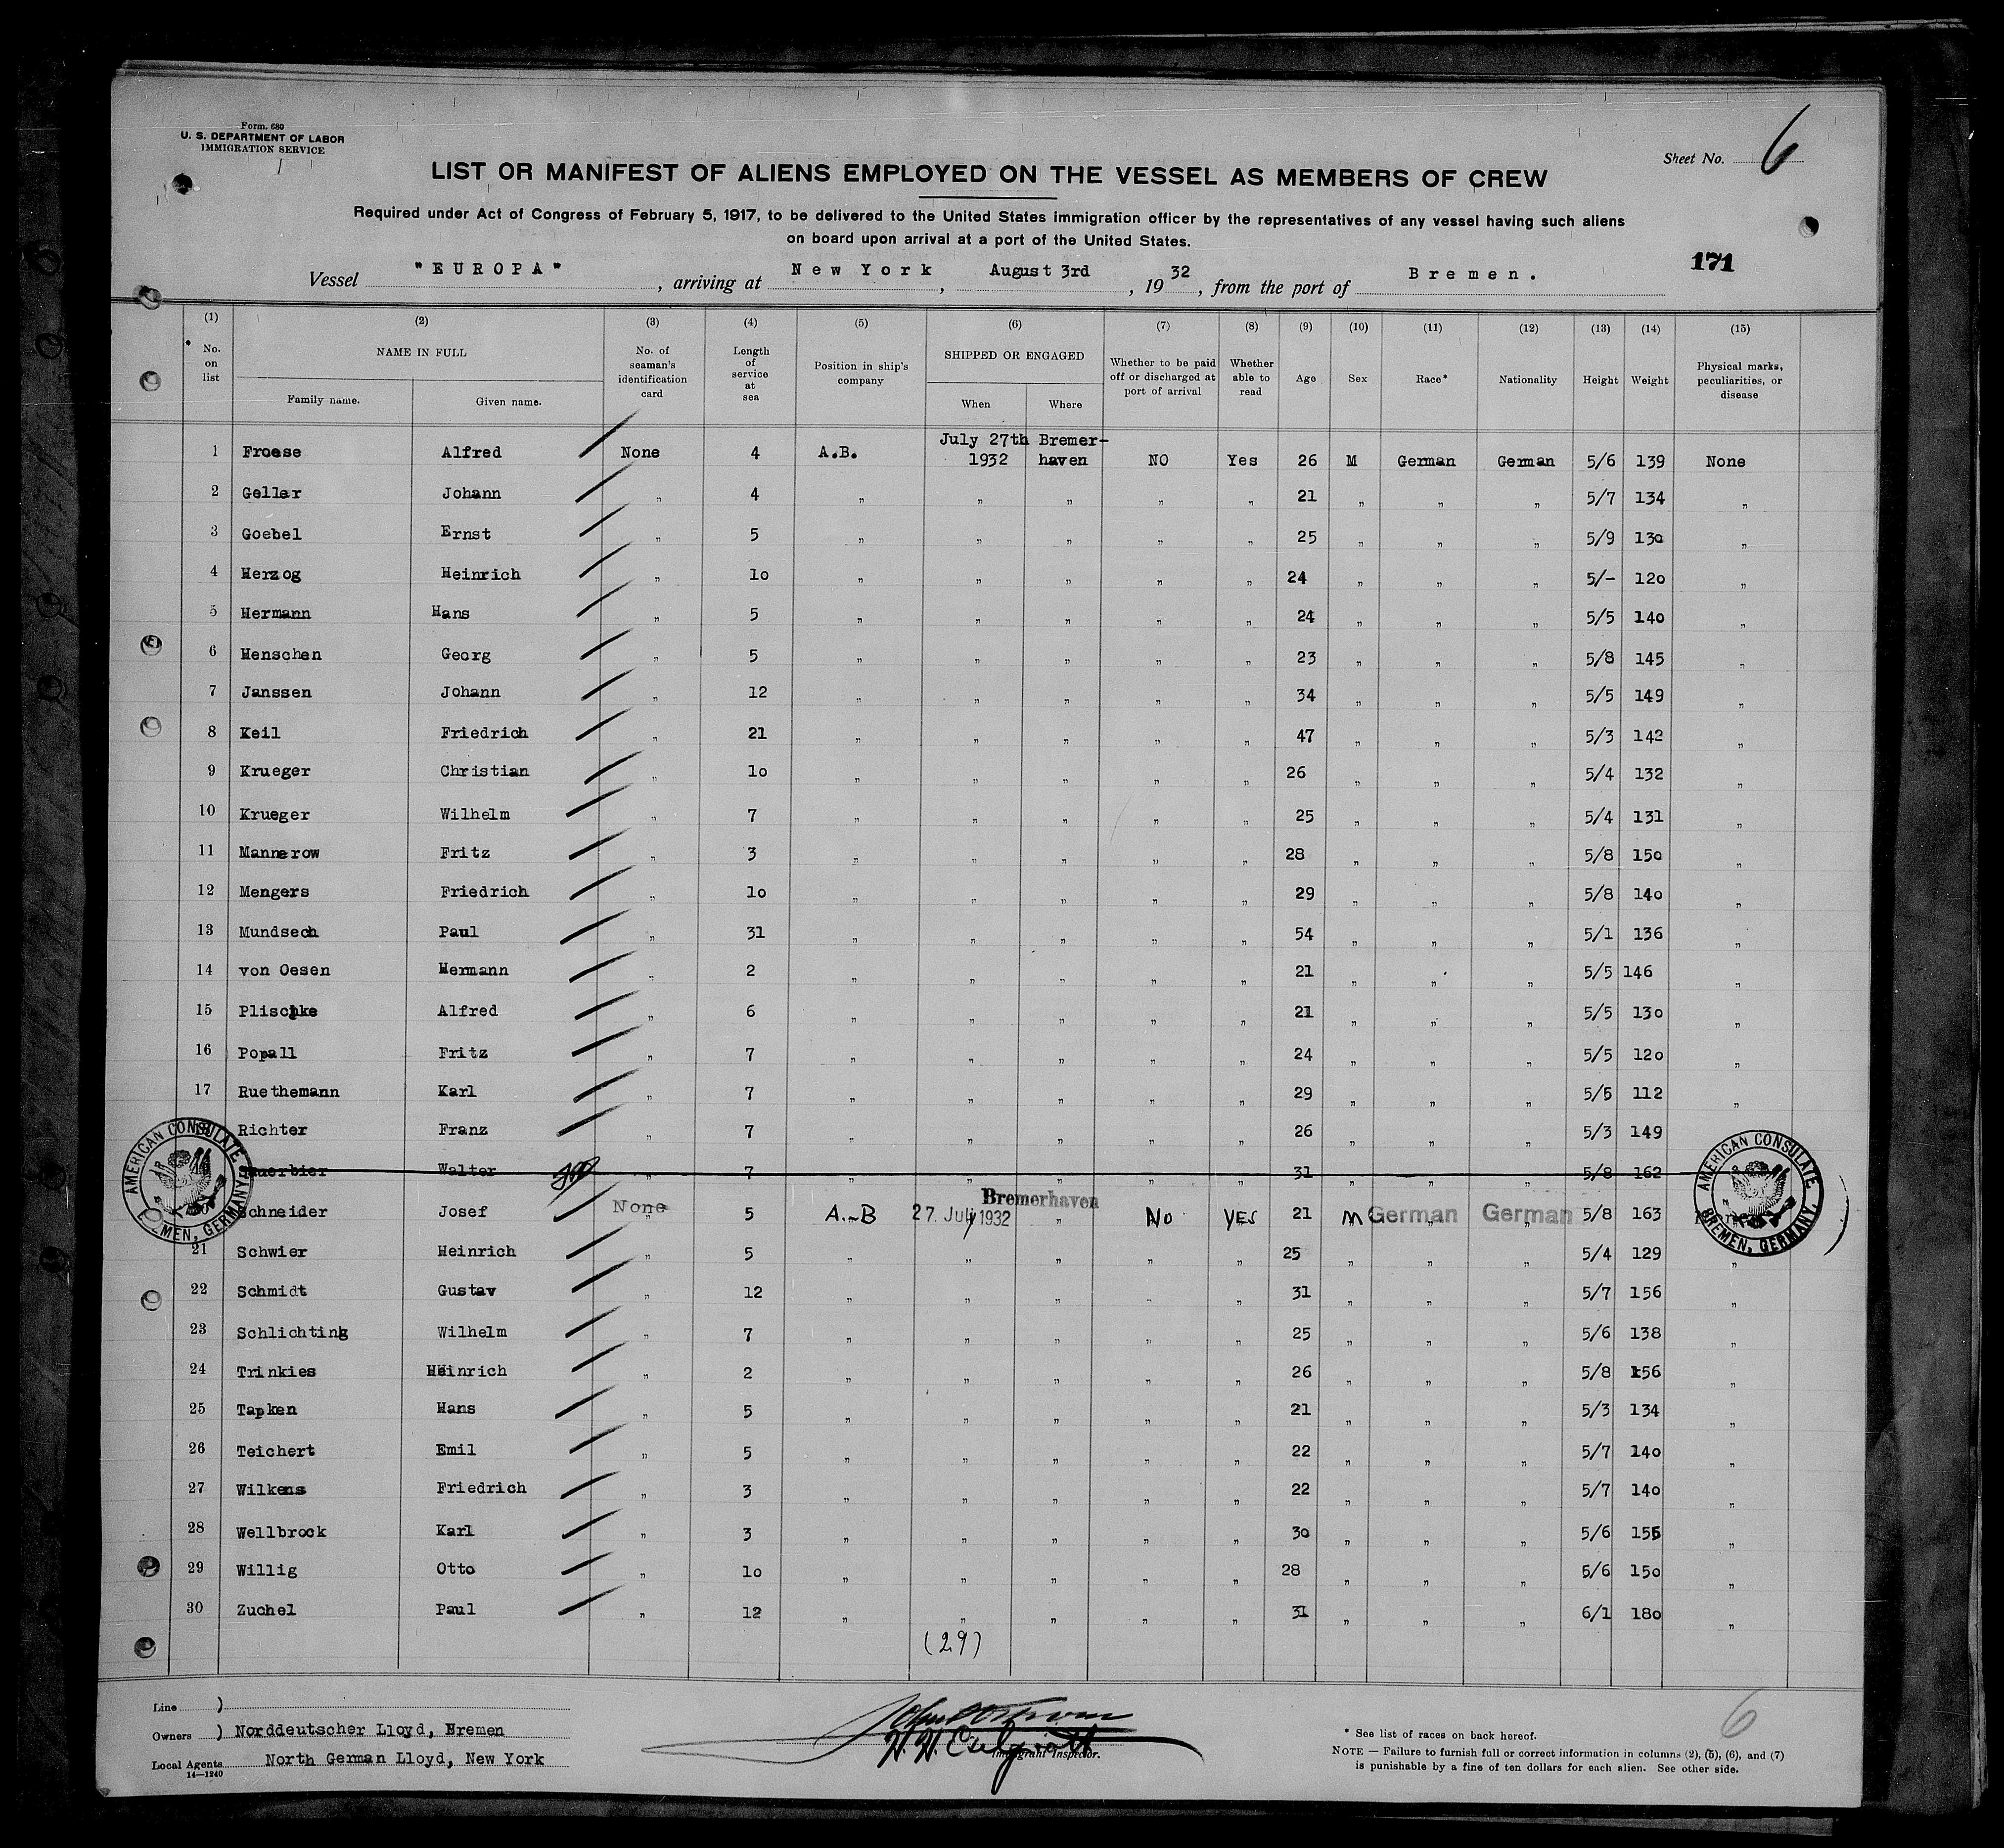 Form. 680
U. S. DEPARTMENT OF LABOR
IMMIGRATION SERVICE
Sheet No. 6
LIST OR MANIFEST OF ALIENS EMPLOYED ON THE VESSEL AS MEMBERS OF CREW
Required under Act of Congress of February 5, 1917, to be delivered to the United States immigration officer by the representatives of any vessel having such aliens
on board upon arrival at a port of the United States.
171
Vessel "EUROPA", arriving at New York, August 3rd, 1932, from the port of Bremen.
(1) (2) (3) (4) (5) (6) (7) (8) (9) (10) (11) (12) (13) (14) (15)
* No. on list NAME IN FULL Family name. Given name. No. of seaman's identification card Length of service at sea Position in ship's company SHIPPED OR ENGAGED When Where Whether to be paid off or discharged at port of arrival Whether able to read Age Sex Race* Nationality Height Weight Physical marks, peculiarities, or disease
1 Froese Alfred None 4 A.B. July 27th 1932 Bremer-haven NO Yes 26 M German German 5/6 139 None
2 Geller Johann " 4 " " " " " 21 " " " 5/7 134 "
3 Goebel Ernst " 5 " " " " " 25 " " " 5/9 130 "
4 Herzog Heinrich " 10 " " " " " 24 " " " 5/- 120 "
5 Hermann Hans " 5 " " " " " 24 " " " 5/5 140 "
6 Henschen Georg " 5 " " " " " 23 " " " 5/8 145 "
7 Janssen Johann " 12 " " " " " 34 " " " 5/5 149 "
8 Keil Friedrich " 21 " " " " " 47 " " " 5/3 142 "
9 Krueger Christian " 10 " " " " " 26 " " " 5/4 132 "
10 Krueger Wilhelm " 7 " " " " " 25 " " " 5/4 131 "
11 Mannerow Fritz " 3 " " " " " 28 " " " 5/8 150 "
12 Mengers Friedrich " 10 " " " " " 29 " " " 5/8 140 "
13 Mundsech Paul " 31 " " " " " 54 " " " 5/1 136 "
14 von Oesen Hermann " 2 " " " " " 21 " " " 5/5 146 "
15 Plischke Alfred " 6 " " " " " 21 " " " 5/5 130 "
16 Popall Fritz " 7 " " " " " 24 " " " 5/5 120 "
17 Ruethemann Karl " 7 " " " " " 29 " " " 5/5 112 "
Richter Franz " 7 " " " " " 26 " " " 5/3 149
Sauerbier Walter " 7 " " " " " 31 " " " 5/8 162
Schneider Josef None 5 A.-B 27. July 1932 Bremerhaven " No YES 21 M German German 5/8 163
21 Schwier Heinrich " 5 " " " " " 25 " " " 5/4 129 "
22 Schmidt Gustav " 12 " " " " " 31 " " " 5/7 156 "
23 Schlichting Wilhelm " 7 " " " " " 25 " " " 5/6 138 "
24 Trinkies Heinrich " 2 " " " " " 26 " " " 5/8 156 "
25 Tapken Hans " 5 " " " " " 21 " " " 5/3 134 "
26 Teichert Emil " 5 " " " " " 22 " " " 5/7 140 "
27 Wilkens Friedrich " 3 " " " " " 22 " " " 5/7 140 "
28 Wellbrock Karl " 3 " " " " " 30 " " " 5/6 155 "
29 Willig Otto " 10 " " " " " 28 " " " 5/6 150 "
30 Zuchel Paul " 12 " " " " " 31 " " " 6/1 180 "
(29)
AMERICAN CONSULATE BREMEN, GERMANY.
AMERICAN CONSULATE BREMEN, GERMANY.
Line )
Owners ) Norddeutscher Lloyd, Bremen
Local Agents North German Lloyd, New York
14—1240
Immigrant Inspector.
6
* See list of races on back hereof.
NOTE — Failure to furnish full or correct information in columns (2), (5), (6), and (7)
is punishable by a fine of ten dollars for each alien. See other side.